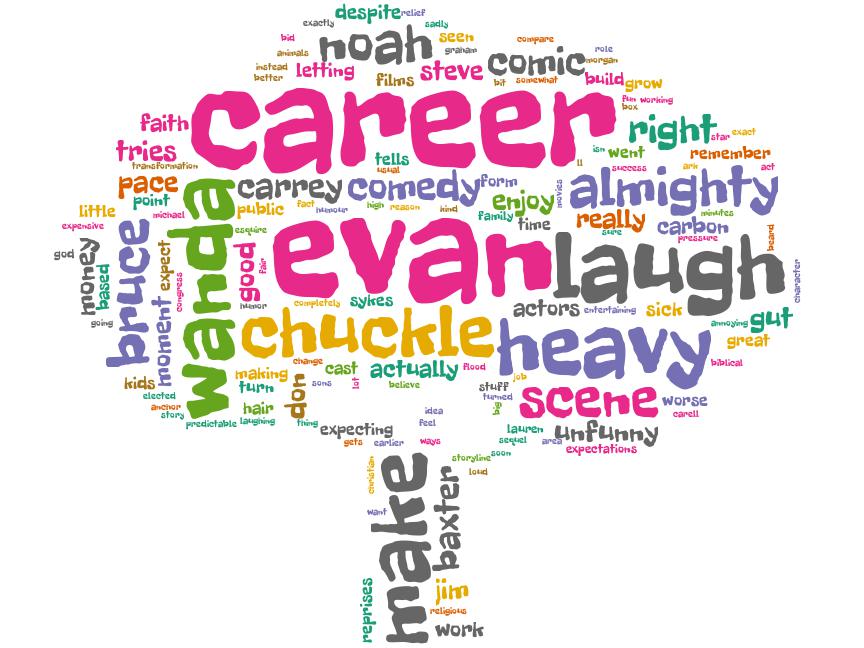 despite relief
exactly sadly
bid noah seen compare role
animals graham comic morgan
instead letting films steve build grow
better bit somewhat
career fun working
box
faith right star exact
tries tells isn went remember
transformation usual ll success ark act
pace wanda carrey comedy form almighty
point public fact humour high reason kind enjoy movies
little michael family really minutes
expensive esquire time sure carbon
god money based bruce good evan laugh pressure beard
moment expect congress fair character
going humor completely sykes actors entertaining sick annoying gut
chuckle heavy great
change flood biblical
kids making don cast actually job
elected turn sons lot believe stuff scene worse
anchor hair turned big carell
story predictable laughing thing idea
expecting feel lauren unfunny
gets earlier ways sequel area expectations
christian make storyline soon
baxter loud
want
reprises jim
religious
work